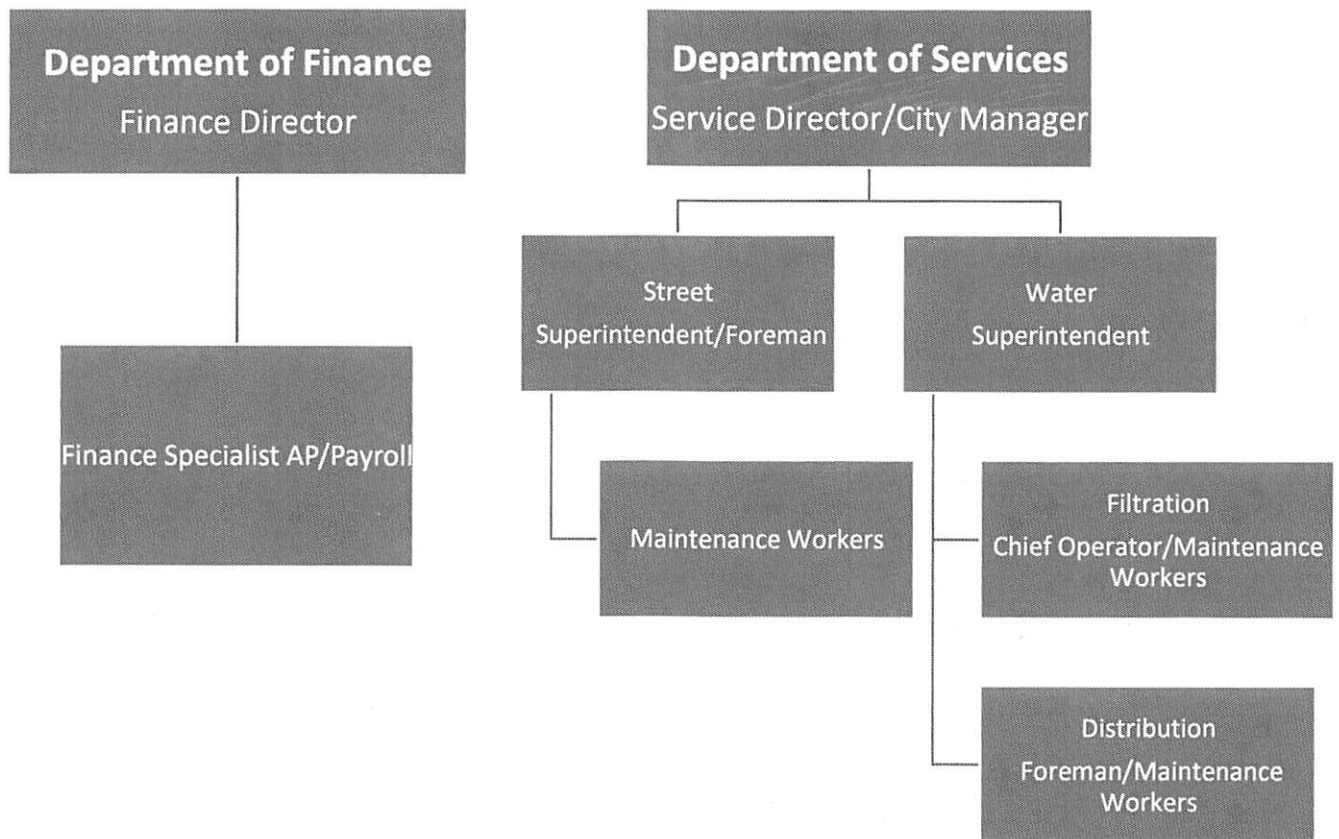 Department of Finance
Finance Director
Finance Specialist AP/Payroll
Department of Services
Service Director/City Manager
Street
Superintendent/Foreman
Maintenance Workers
Water
Superintendent
Filtration
Chief Operator/Maintenance
Workers
Distribution
Foreman/Maintenance
Workers